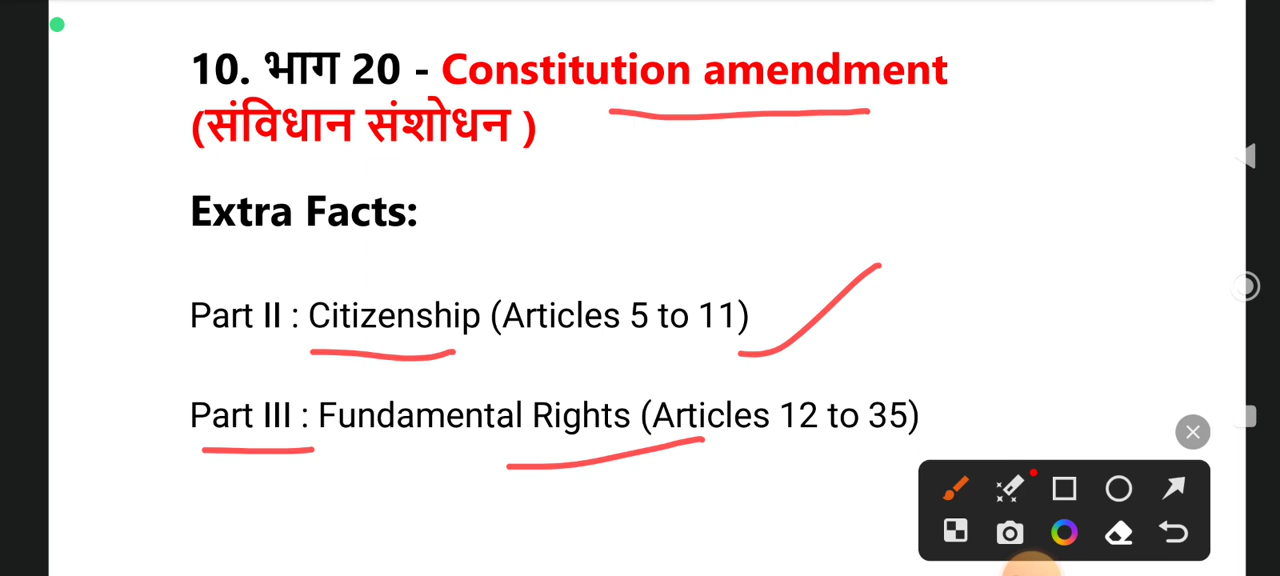 10. भाग 20 - Constitution amendment
(संविधान संशोधन )
Extra Facts:
Part II : Citizenship (Articles 5 to 11)
Part III : Fundamental Rights (Articles 12 to 35)